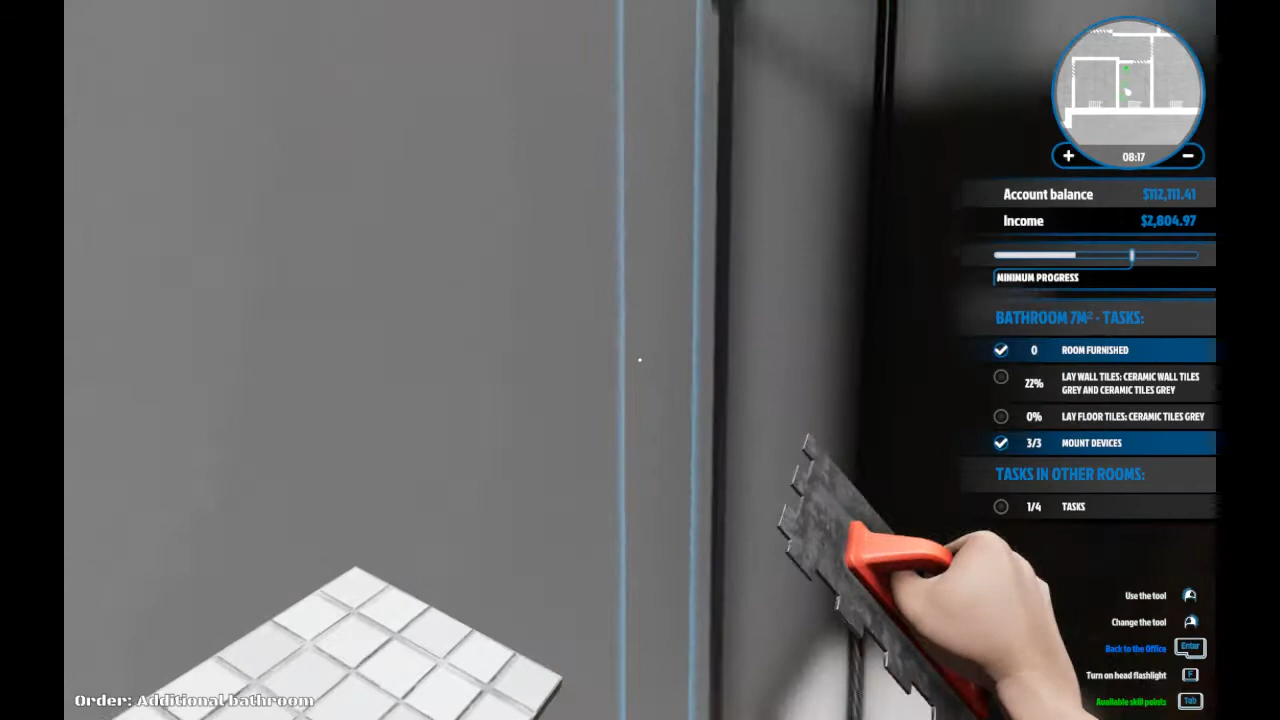 + 08:17 −
Account balance $112,111.41
Income $2,804.97
MINIMUM PROGRESS
BATHROOM 7M² - TASKS:
0 ROOM FURNISHED
22% LAY WALL TILES: CERAMIC WALL TILES
GREY AND CERAMIC TILES GREY
0% LAY FLOOR TILES: CERAMIC TILES GREY
3/3 MOUNT DEVICES
TASKS IN OTHER ROOMS:
1/4 TASKS
Use the tool
Change the tool
Back to the Office Enter
Turn on head flashlight F
Available skill points Tab
Order: Additional bathroom